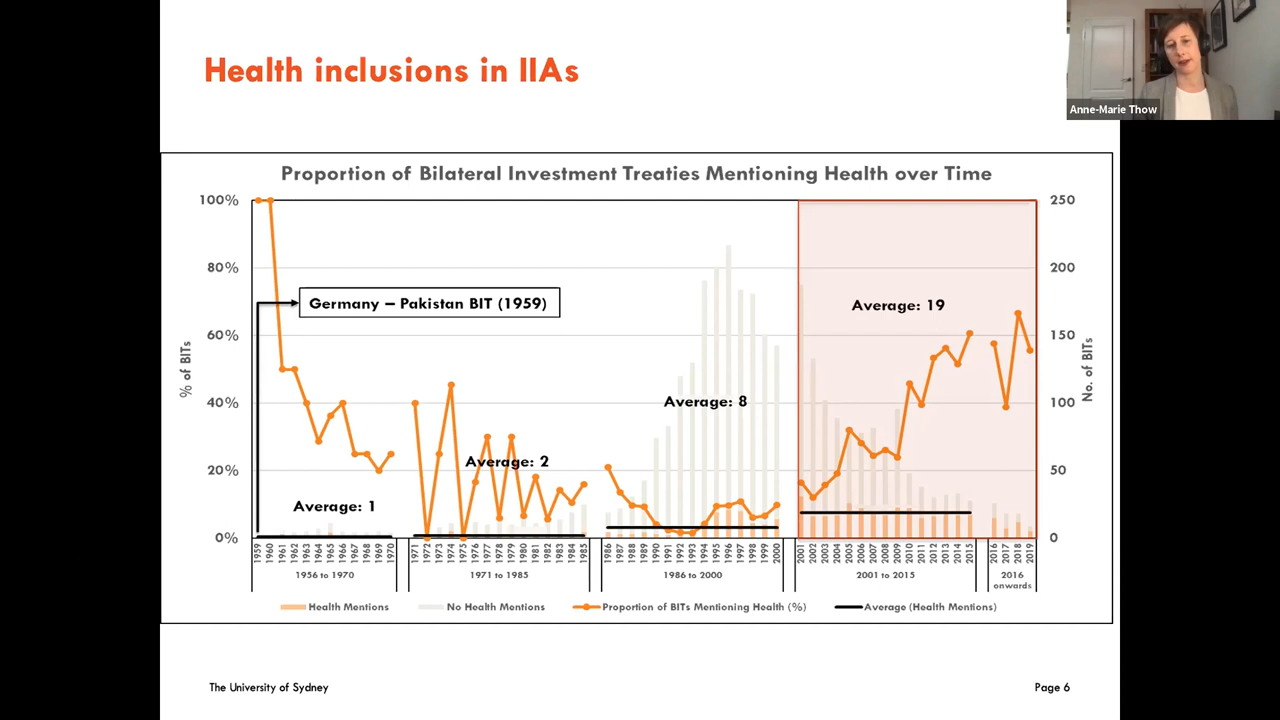 Health inclusions in IIAs
Anne-Marie Thow
Proportion of Bilateral Investment Treaties Mentioning Health over Time
100%
80%
60%
40%
20%
0%
% of BITs
250
200
150
100
50
0
No. of BITs
Germany – Pakistan BIT (1959)
Average: 1
Average: 2
Average: 8
Average: 19
1959 1960 1961 1962 1963 1964 1965 1966 1967 1968 1969 1970
1971 1972 1973 1974 1975 1976 1977 1978 1979 1980 1981 1982 1983 1984 1985
1986 1987 1988 1989 1990 1991 1992 1993 1994 1995 1996 1997 1998 1999 2000
2001 2002 2003 2004 2005 2006 2007 2008 2009 2010 2011 2012 2013 2014 2015
2016 2017 2018 2019
1956 to 1970
1971 to 1985
1986 to 2000
2001 to 2015
2016
onwards
Health Mentions
No Health Mentions
Proportion of BITs Mentioning Health (%)
Average (Health Mentions)
The University of Sydney
Page 6